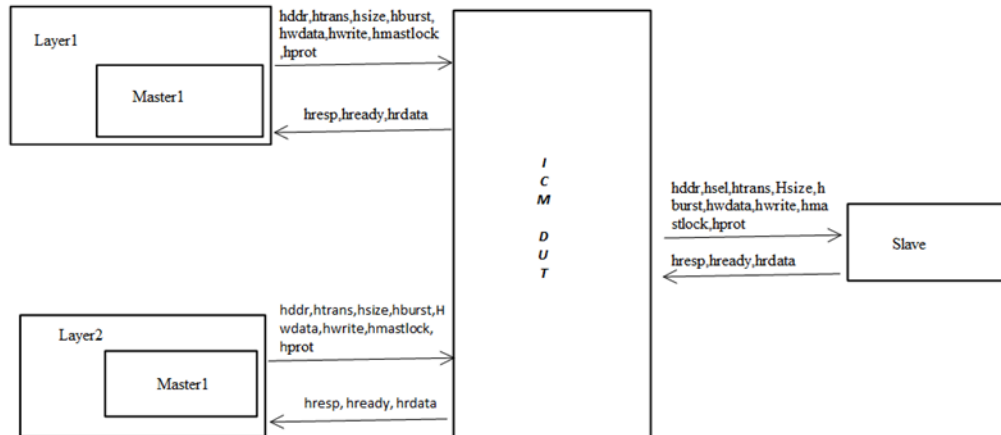 Layer1
Master1
hddr,htrans,hsize,hburst,
hwdata,hwrite,hmastlock
,hprot
hresp,hready,hrdata
I
C
M
D
U
T
hddr,hsel,htrans,Hsize,h
burst,hwdata,hwrite,hma
stlock,hprot
hresp,hready,hrdata
Slave
Layer2
Master1
hddr,htrans,hsize,hburst,H
wdata,hwrite,hmastlock,
hprot
hresp, hready, hrdata